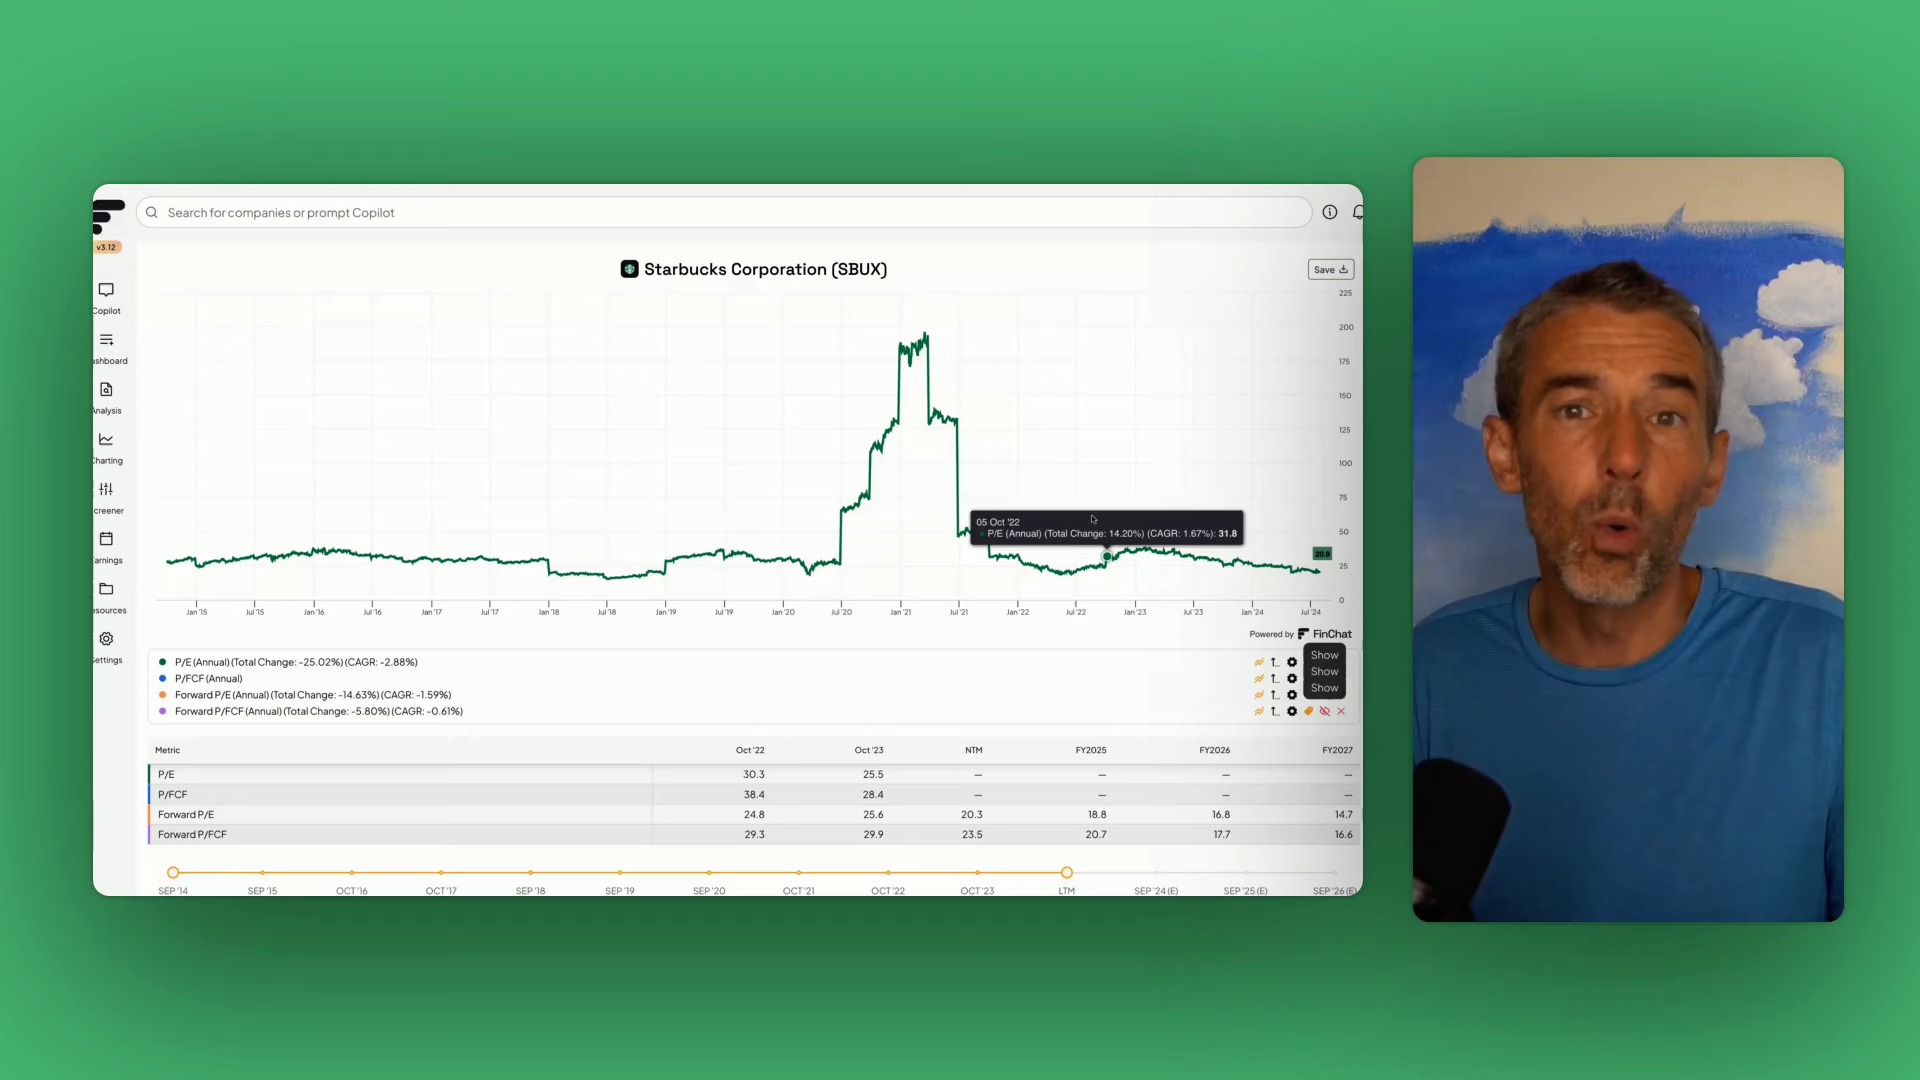 Search for companies or prompt Copilot
v3.12
Starbucks Corporation (SBUX)
Save
Copilot
ashboard
Analysis
Charting
creener
Earnings
esources
Settings
225
200
175
150
125
100
75
50
25
0
20.9
05 Oct '22
P/E (Annual) (Total Change: 14.20%) (CAGR: 1.67%): 31.8
Jan '15 Jul '15 Jan '16 Jul '16 Jan '17 Jul '17 Jan '18 Jul '18 Jan '19 Jul '19 Jan '20 Jul '20 Jan '21 Jul '21 Jan '22 Jul '22 Jan '23 Jul '23 Jan '24 Jul '24
Powered by FinChat
P/E (Annual) (Total Change: -25.02%) (CAGR: -2.88%)
P/FCF (Annual)
Forward P/E (Annual) (Total Change: -14.63%) (CAGR: -1.59%)
Forward P/FCF (Annual) (Total Change: -5.80%) (CAGR: -0.61%)
Show
Show
Show
Metric Oct '22 Oct '23 NTM FY2025 FY2026 FY2027
P/E 30.3 25.5 — — — —
P/FCF 38.4 28.4 — — — —
Forward P/E 24.8 25.6 20.3 18.8 16.8 14.7
Forward P/FCF 29.3 29.9 23.5 20.7 17.7 16.6
SEP '14 SEP '15 OCT '16 OCT '17 SEP '18 SEP '19 SEP '20 OCT '21 OCT '22 OCT '23 LTM SEP '24 (E) SEP '25 (E) SEP '26 (E)